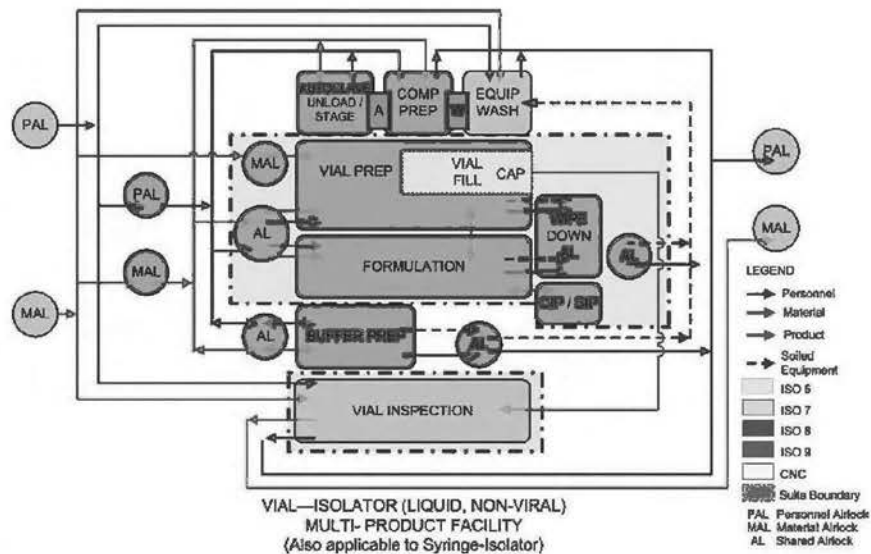 AUTOCLAVE
UNLOAD /
STAGE
A
COMP
PREP
W
EQUIP
WASH
PAL
MAL
VIAL PREP
VIAL
FILL
CAP
PAL
PAL
AL
WIPE
DOWN
AL
AL
MAL
FORMULATION
MAL
MAL
CIP / SIP
AL
BUFFER PREP
AL
VIAL INSPECTION
LEGEND
Personnel
Material
Product
Soiled
Equipment
ISO 5
ISO 7
ISO 8
ISO 9
CNC
Suite Boundary
PAL Personnel Airlock
MAL Material Airlock
AL Shared Airlock
VIAL—ISOLATOR (LIQUID, NON-VIRAL)
MULTI- PRODUCT FACILITY
(Also applicable to Syringe-Isolator)